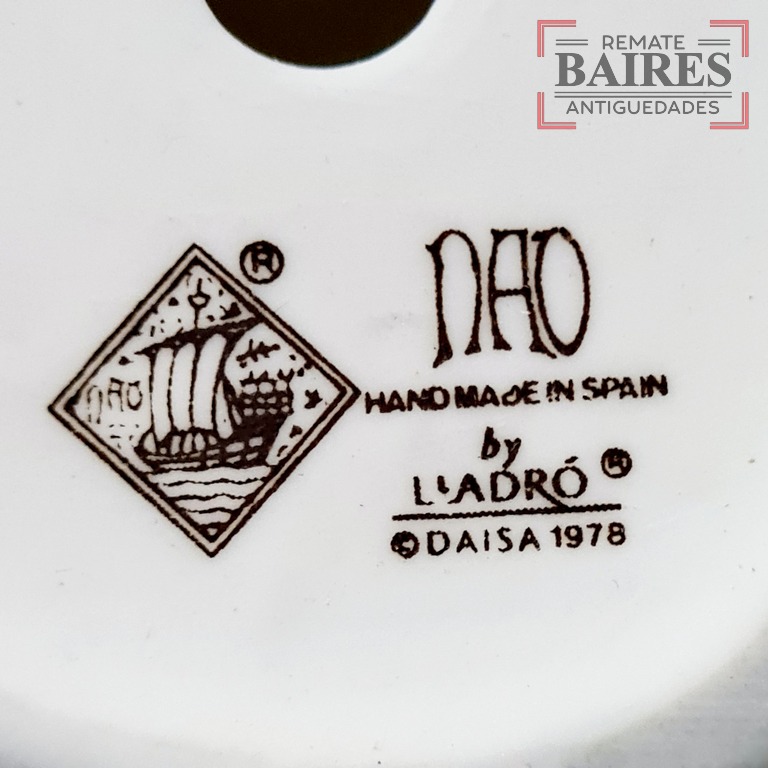 REMATE
BAIRES
ANTIGUEDADES
®
NAO
NAO
HAND MADE IN SPAIN
by
LLADRÓ ®
© DAISA 1978